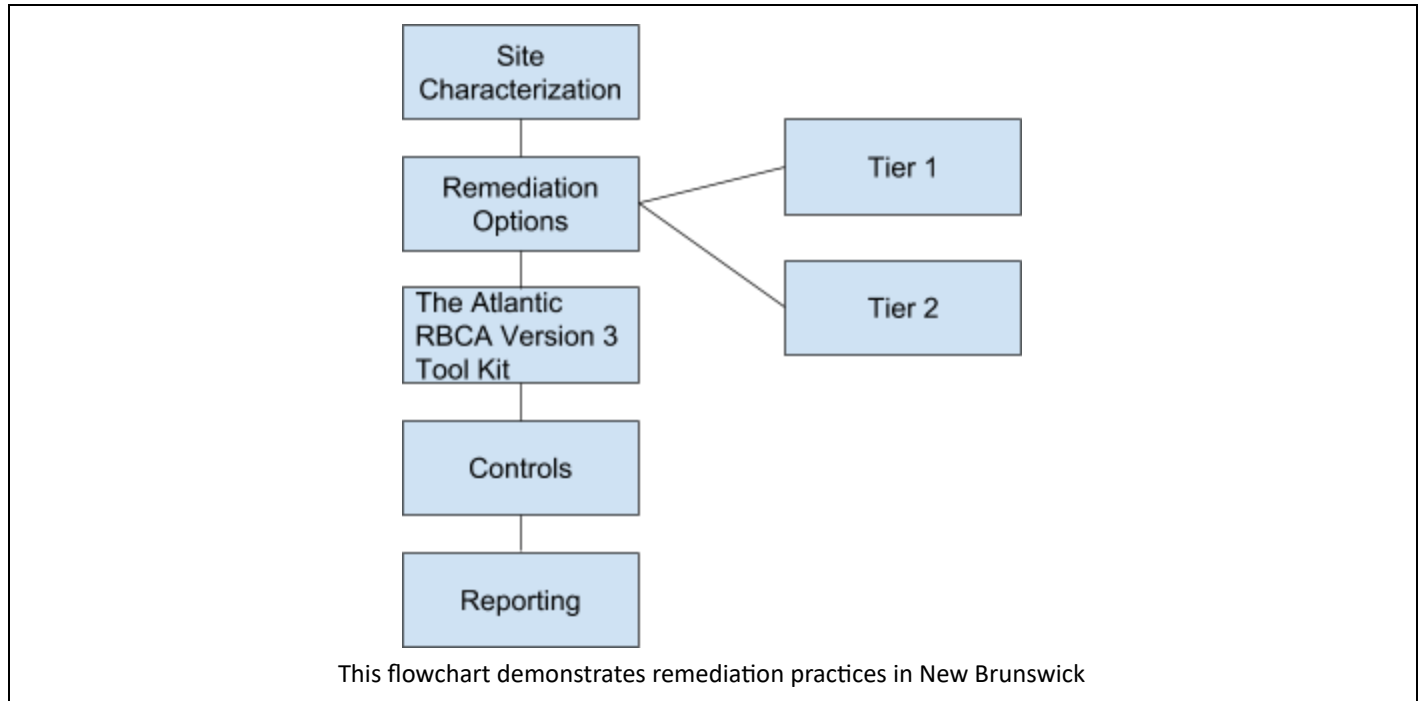 Site
Characterization
Remediation
Options
Tier 1
Tier 2
The Atlantic
RBCA Version 3
Tool Kit
Controls
Reporting
This flowchart demonstrates remediation practices in New Brunswick